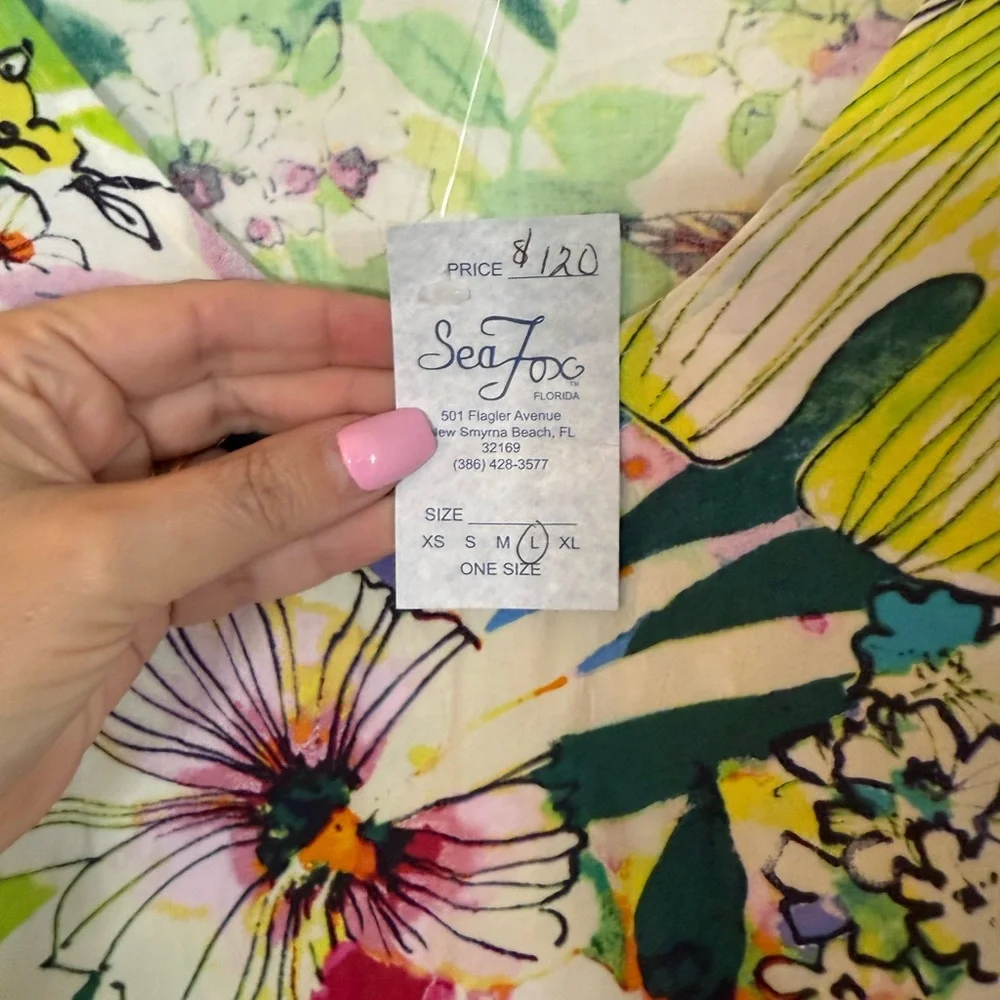 PRICE $120
SeaFox™
FLORIDA
501 Flagler Avenue
New Smyrna Beach, FL
32169
(386) 428-3577
SIZE
XS S M L XL
ONE SIZE